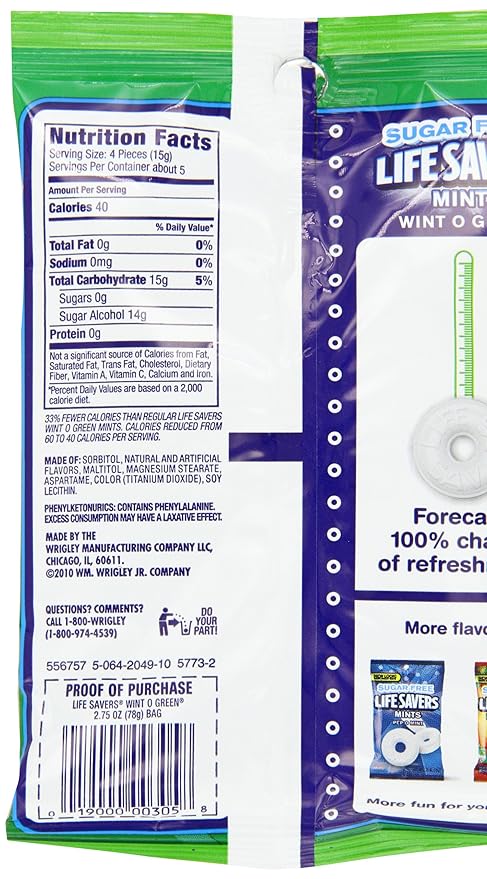 Nutrition Facts
Serving Size: 4 Pieces (15g)
Servings Per Container about 5
Amount Per Serving
Calories 40
% Daily Value*
Total Fat 0g 0%
Sodium 0mg 0%
Total Carbohydrate 15g 5%
Sugars 0g
Sugar Alcohol 14g
Protein 0g
Not a significant source of Calories from Fat,
Saturated Fat, Trans Fat, Cholesterol, Dietary
Fiber, Vitamin A, Vitamin C, Calcium and Iron.
*Percent Daily Values are based on a 2,000
calorie diet.
33% FEWER CALORIES THAN REGULAR LIFE SAVERS
WINT O GREEN MINTS. CALORIES REDUCED FROM
60 TO 40 CALORIES PER SERVING.
MADE OF: SORBITOL, NATURAL AND ARTIFICIAL
FLAVORS, MALTITOL, MAGNESIUM STEARATE,
ASPARTAME, COLOR (TITANIUM DIOXIDE), SOY
LECITHIN.
PHENYLKETONURICS: CONTAINS PHENYLALANINE.
EXCESS CONSUMPTION MAY HAVE A LAXATIVE EFFECT.
MADE BY THE
WRIGLEY MANUFACTURING COMPANY LLC,
CHICAGO, IL, 60611.
©2010 WM. WRIGLEY JR. COMPANY
QUESTIONS? COMMENTS?
CALL 1-800-WRIGLEY
(1-800-974-4539)
DO
YOUR
PART!
556757 5-064-2049-10 5773-2
PROOF OF PURCHASE
LIFE SAVERS® WINT O GREEN®
2.75 OZ (78g) BAG
0 19000 00305 8
SUGAR FRE
LIFE SAV
MINT
WINT O G
Foreca
100% cha
of refresh
More flavo
SUGAR FREE
LIFE SAVERS
MINTS
PEP O MINT
More fun for you